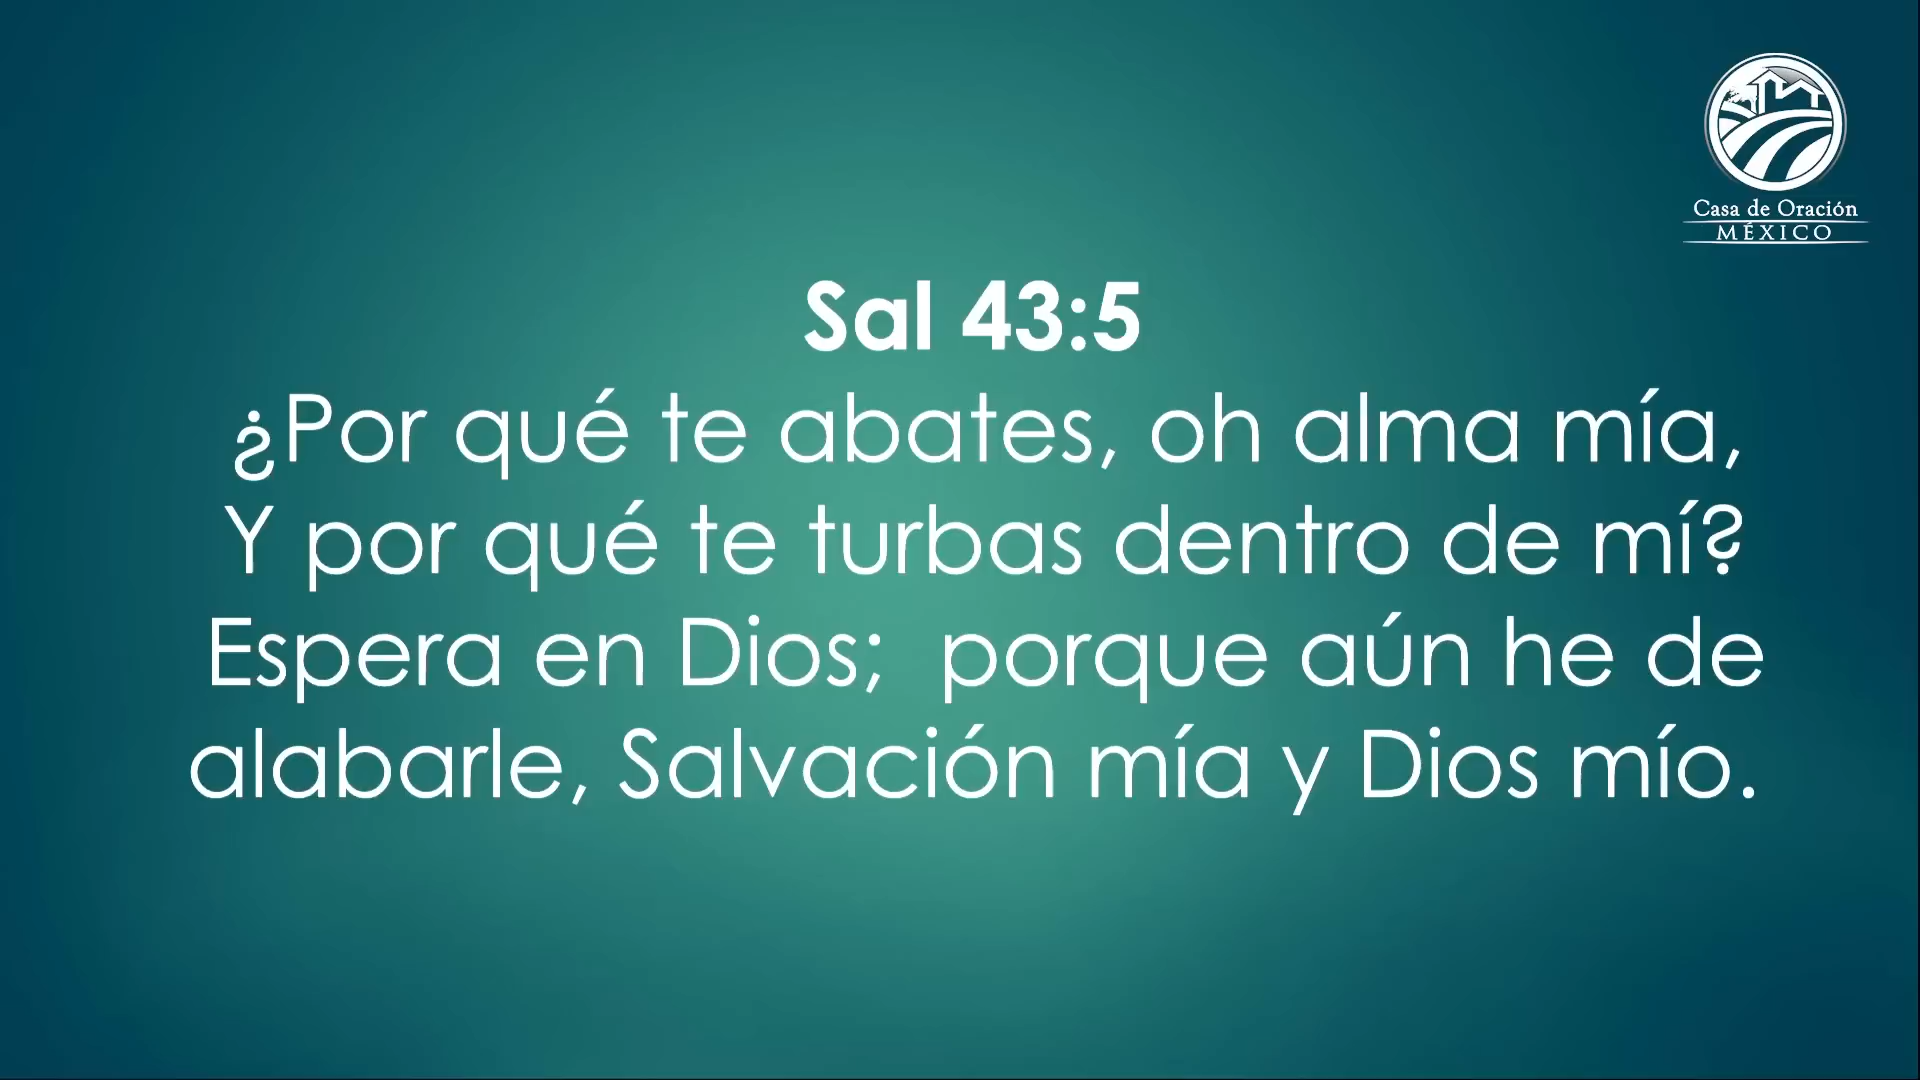 Casa de Oración
MÉXICO
Sal 43:5
¿Por qué te abates, oh alma mía,
Y por qué te turbas dentro de mí?
Espera en Dios;  porque aún he de
alabarle, Salvación mía y Dios mío.